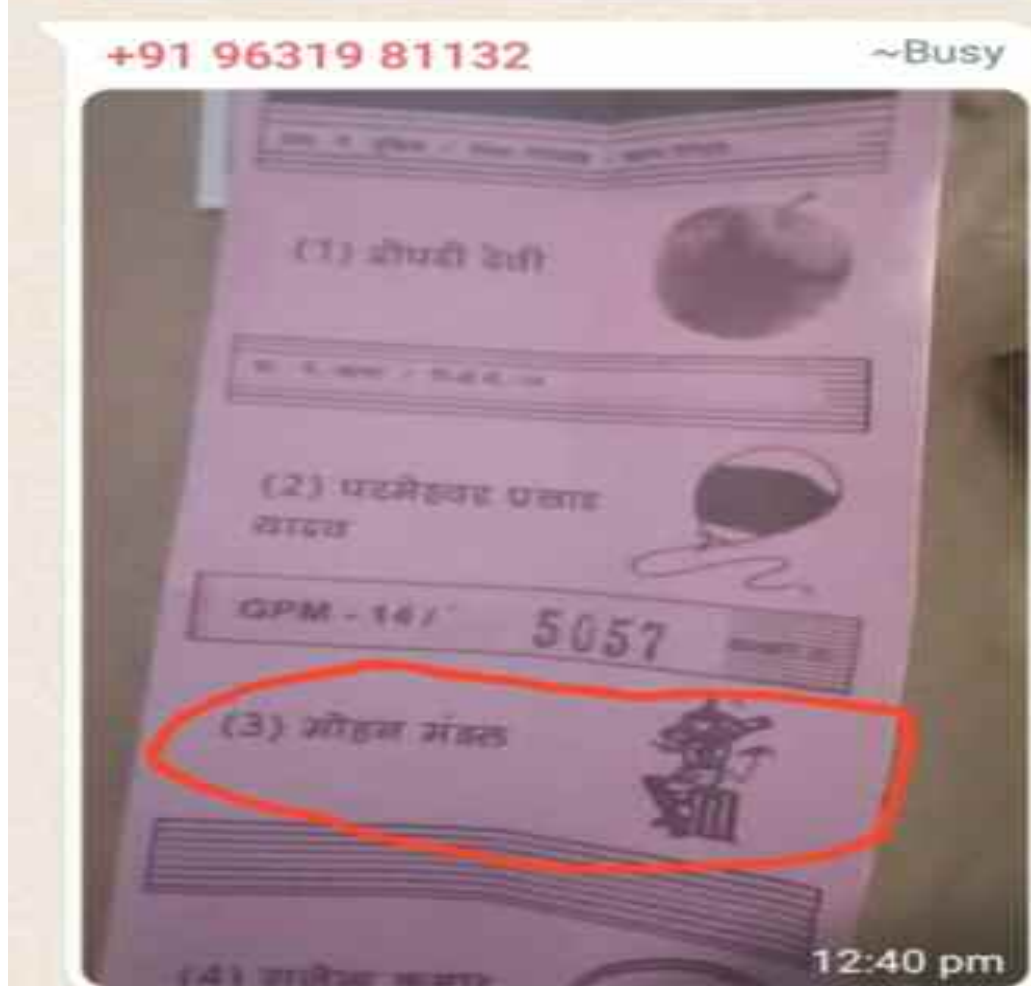 +91 96319 81132 ~Busy
(1) द्रौपदी देवी
(2) परमेश्वर प्रसाद
यादव
GPM - 14/ 5057
(3) मोहन मंडल
(4) राजेन्द्र कुमार
12:40 pm